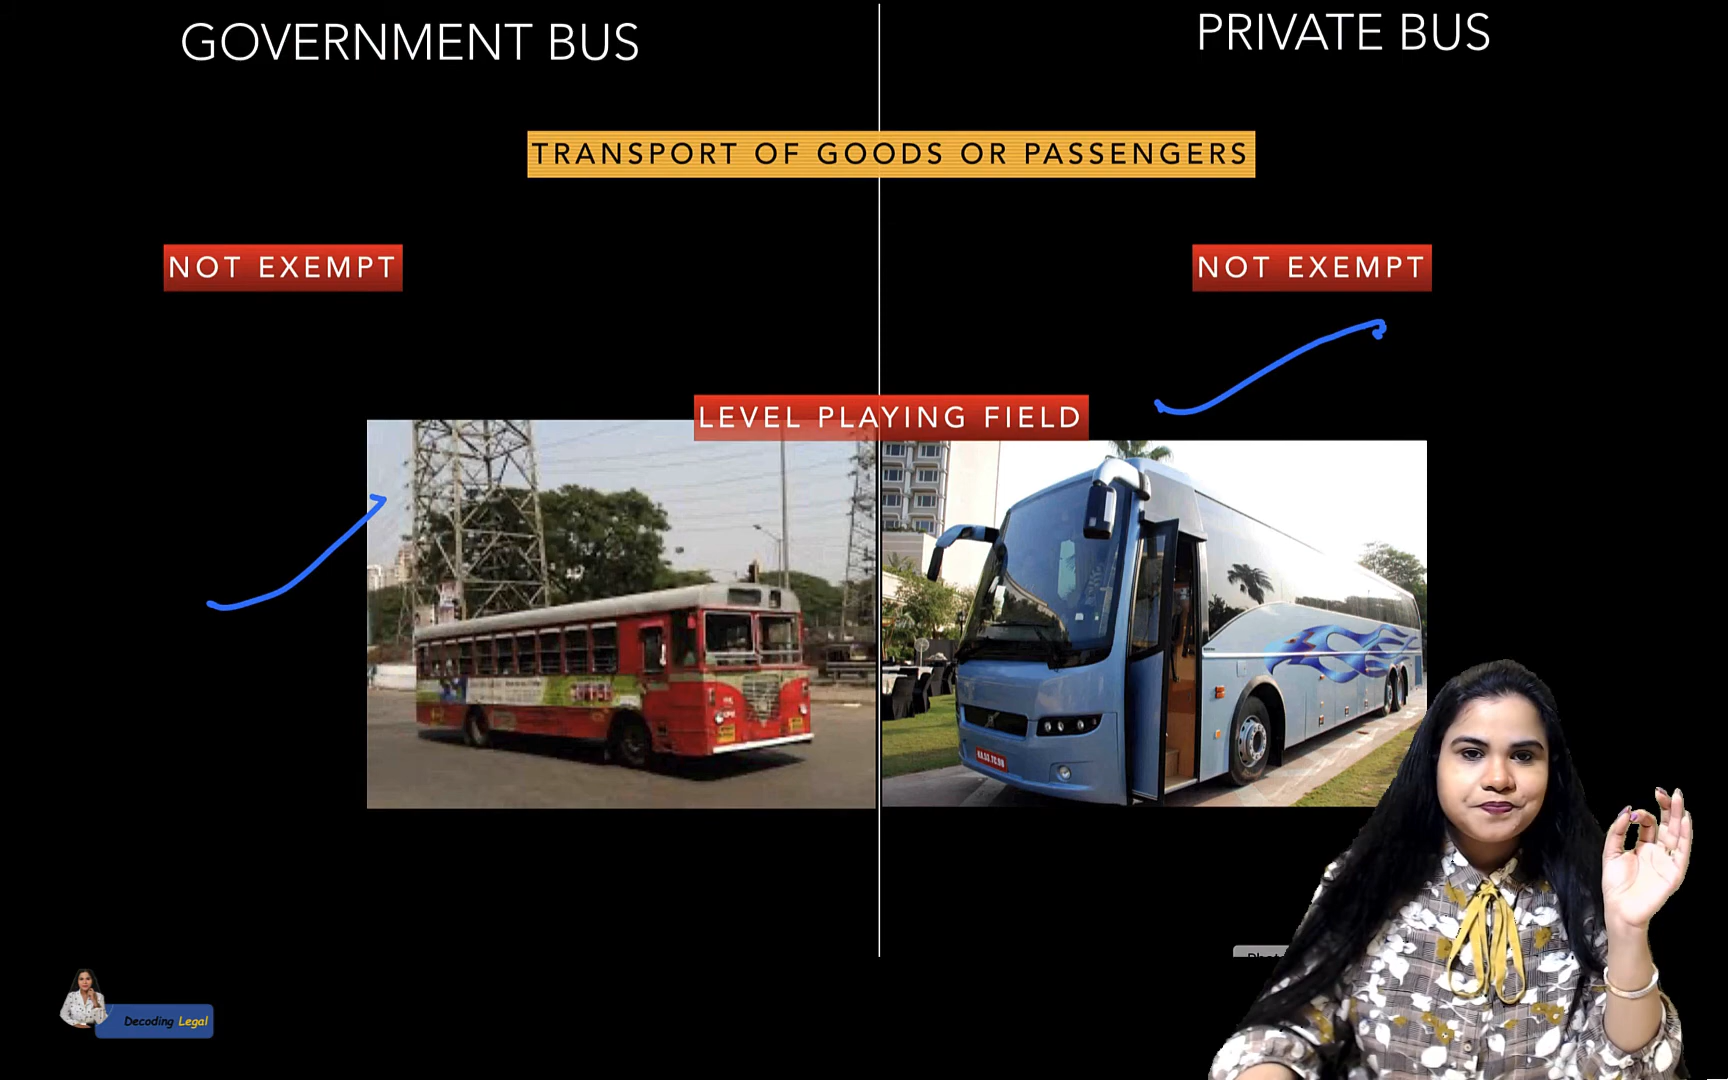 GOVERNMENT BUS
PRIVATE BUS
TRANSPORT OF GOODS OR PASSENGERS
NOT EXEMPT
NOT EXEMPT
LEVEL PLAYING FIELD
Decoding Legal